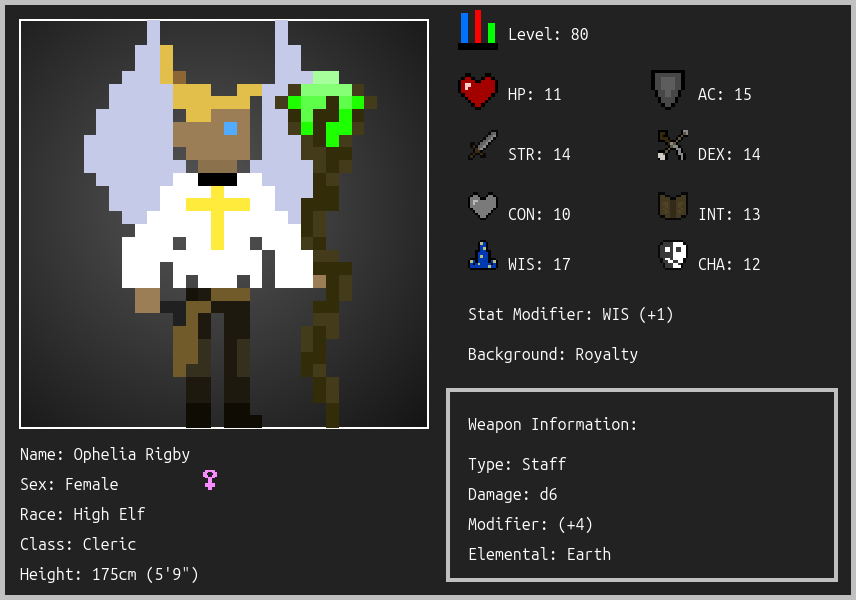 Level: 80
HP: 11
AC: 15
STR: 14
DEX: 14
CON: 10
INT: 13
WIS: 17
CHA: 12
Stat Modifier: WIS (+1)
Background: Royalty
Weapon Information:
Type: Staff
Damage: d6
Modifier: (+4)
Elemental: Earth
Name: Ophelia Rigby
Sex: Female
Race: High Elf
Class: Cleric
Height: 175cm (5'9")